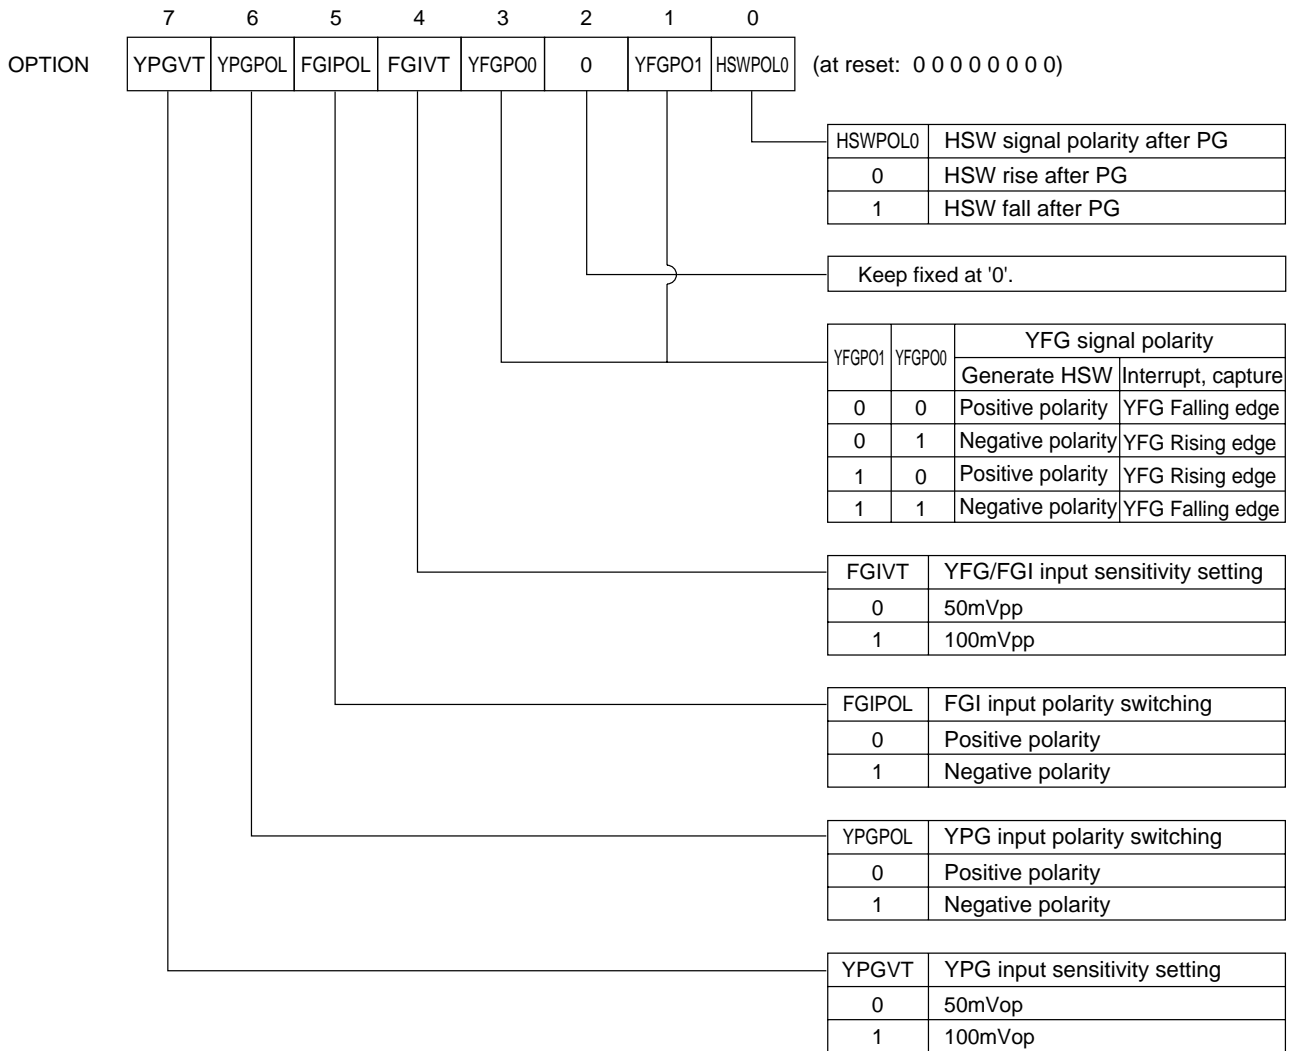 7 6 5 4 3 2 1 0
OPTION YPGVT YPGPOL FGIPOL FGIVT YFGPO0 0 YFGPO1 HSWPOL0 (at reset: 0 0 0 0 0 0 0 0)
HSWPOL0 HSW signal polarity after PG
0 HSW rise after PG
1 HSW fall after PG
Keep fixed at '0'.
YFGPO1 YFGPO0 YFG signal polarity
Generate HSW Interrupt, capture
0 0 Positive polarity YFG Falling edge
0 1 Negative polarity YFG Rising edge
1 0 Positive polarity YFG Rising edge
1 1 Negative polarity YFG Falling edge
FGIVT YFG/FGI input sensitivity setting
0 50mVpp
1 100mVpp
FGIPOL FGI input polarity switching
0 Positive polarity
1 Negative polarity
YPGPOL YPG input polarity switching
0 Positive polarity
1 Negative polarity
YPGVT YPG input sensitivity setting
0 50mVop
1 100mVop